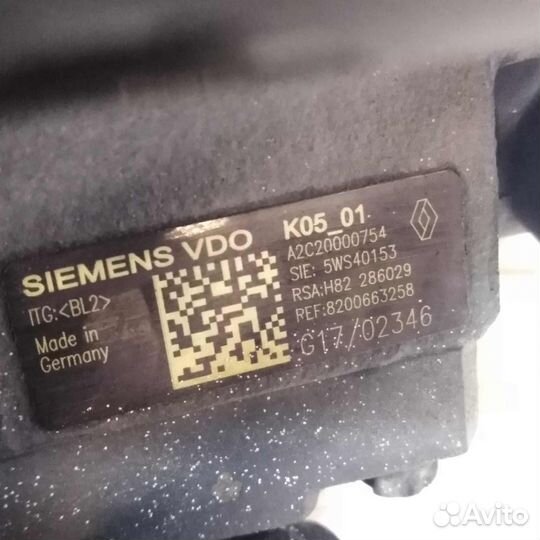 SIEMENS VDO
ITG:<BL2>
Made in
Germany
K05_01
A2C20000754
SIE: 5WS40153
RSA:H82 286029
REF:8200663258
G17/02346
Avito